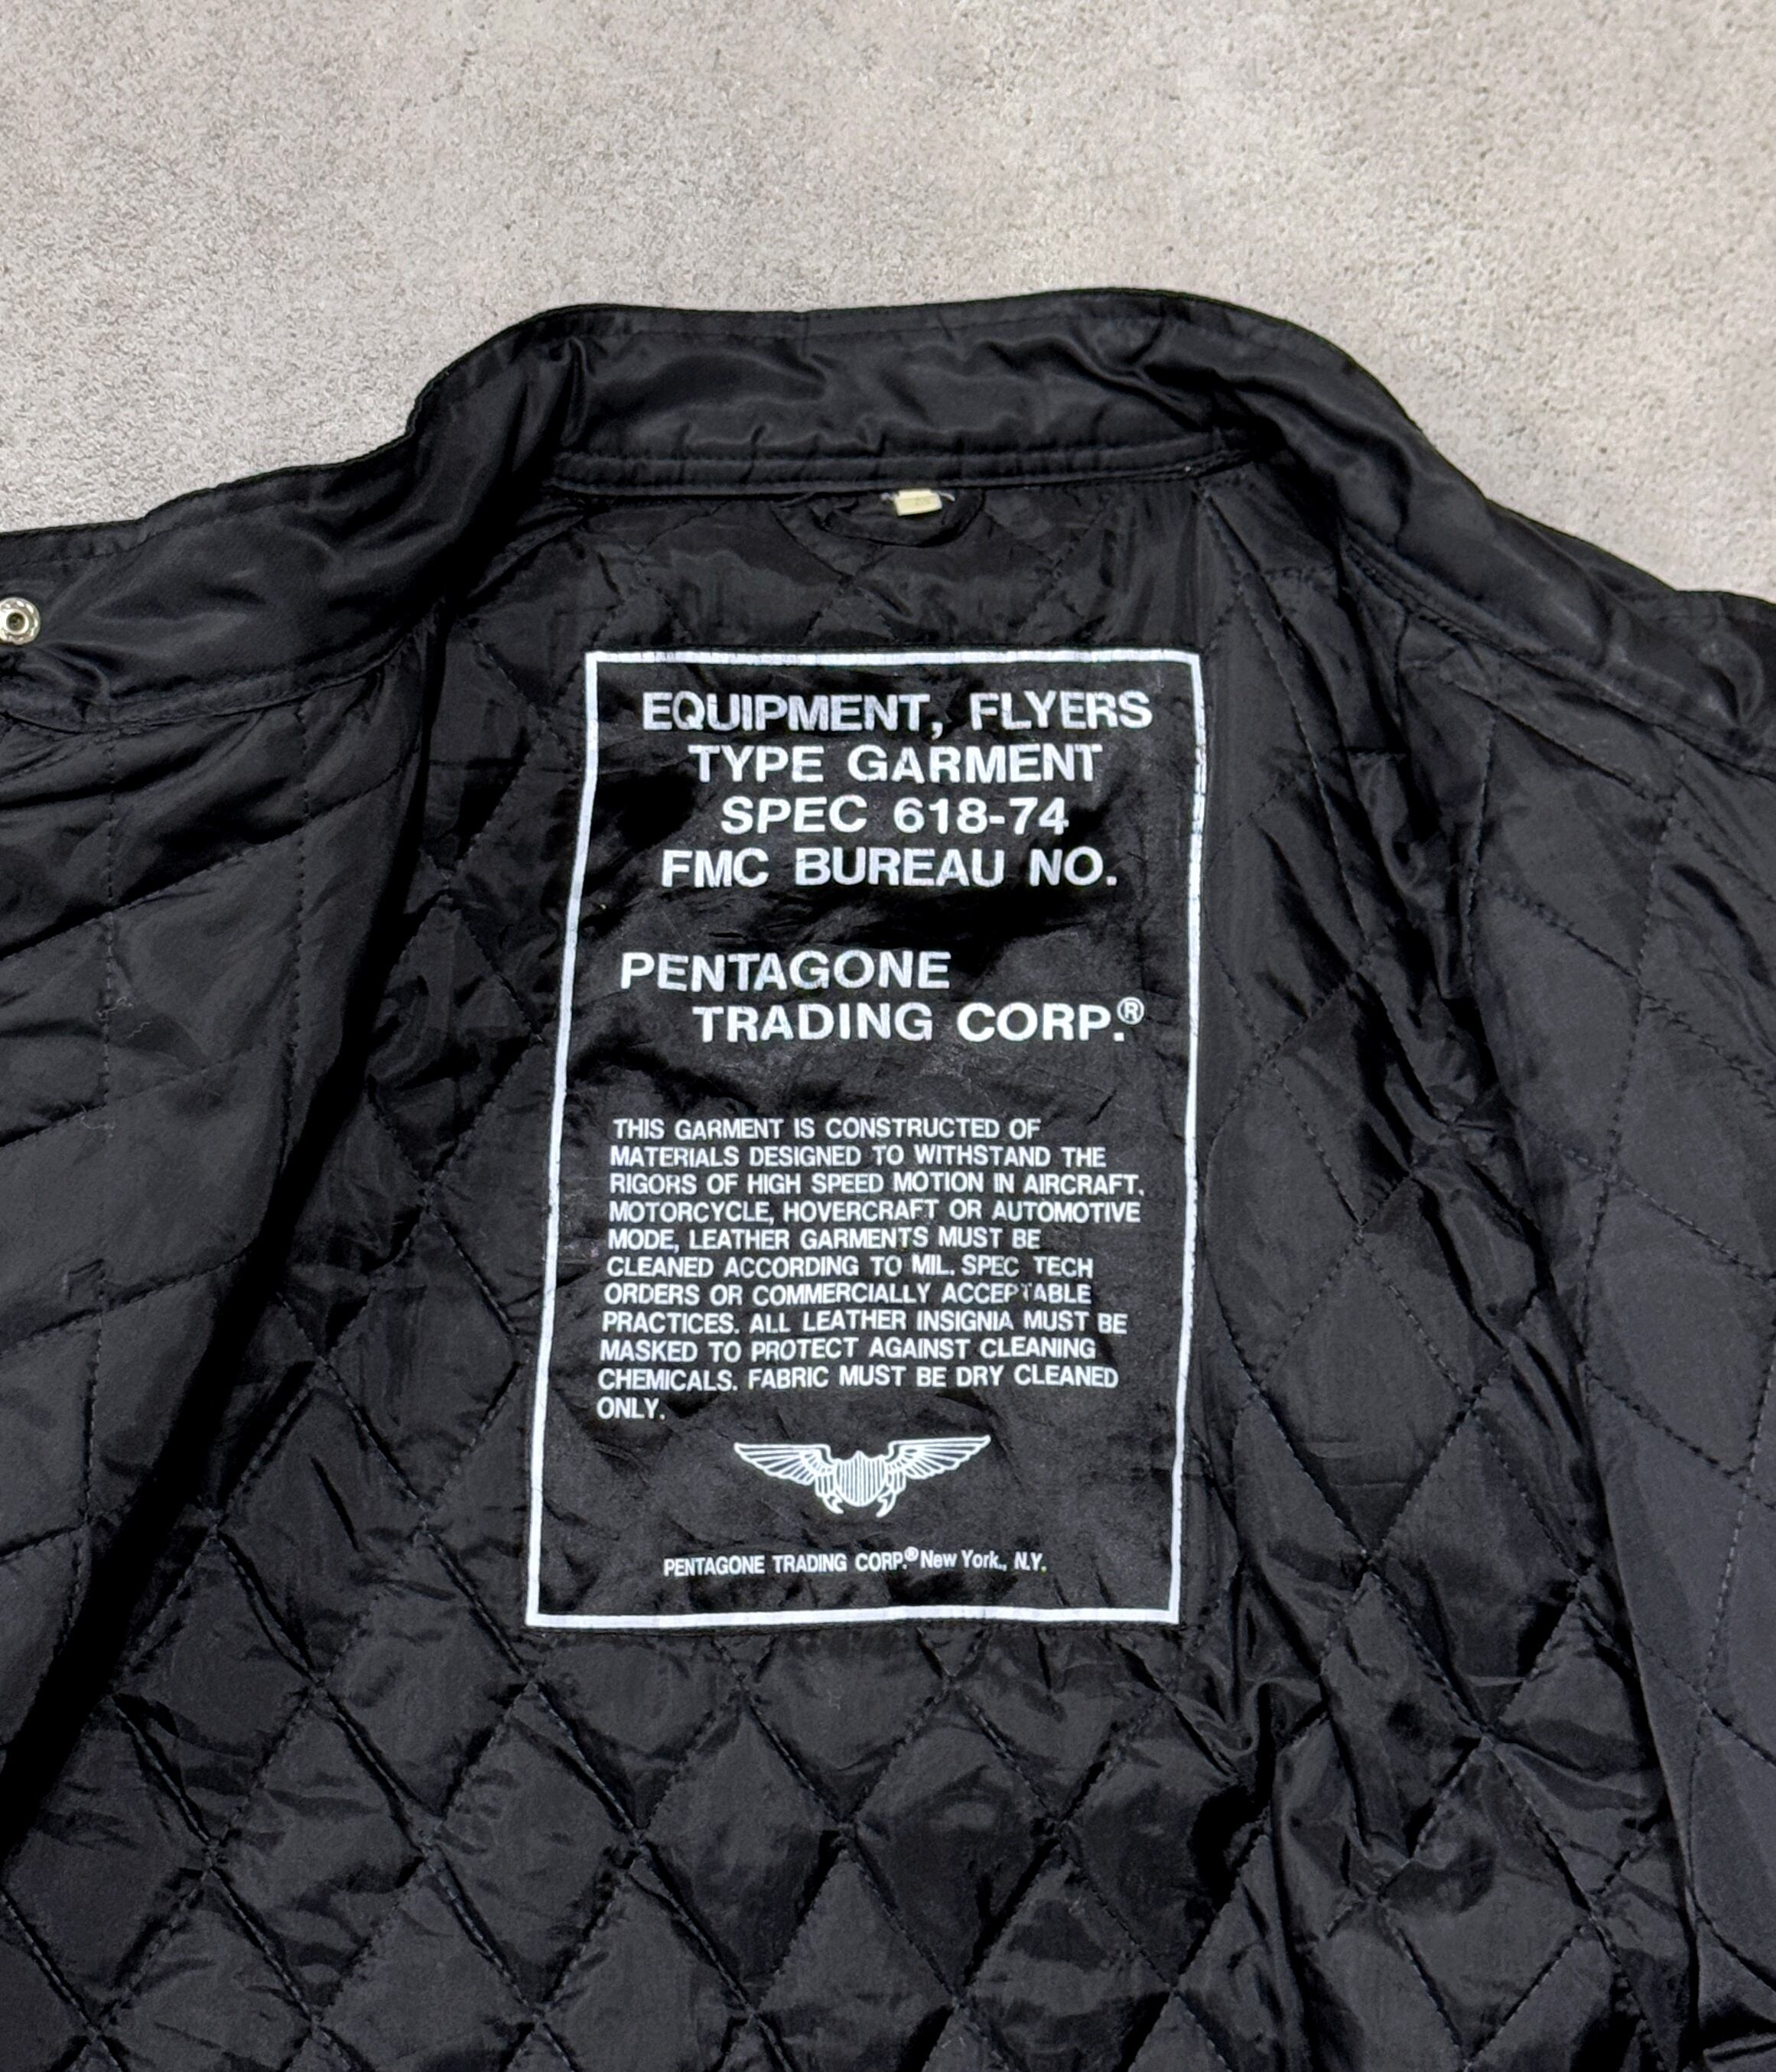 EQUIPMENT, FLYERS
TYPE GARMENT
SPEC 618-74
FMC BUREAU NO.
PENTAGONE
TRADING CORP.®
THIS GARMENT IS CONSTRUCTED OF
MATERIALS DESIGNED TO WITHSTAND THE
RIGORS OF HIGH SPEED MOTION IN AIRCRAFT,
MOTORCYCLE, HOVERCRAFT OR AUTOMOTIVE
MODE, LEATHER GARMENTS MUST BE
CLEANED ACCORDING TO MIL. SPEC TECH
ORDERS OR COMMERCIALLY ACCEPTABLE
PRACTICES. ALL LEATHER INSIGNIA MUST BE
MASKED TO PROTECT AGAINST CLEANING
CHEMICALS. FABRIC MUST BE DRY CLEANED
ONLY.
PENTAGONE TRADING CORP.® New York., N.Y.